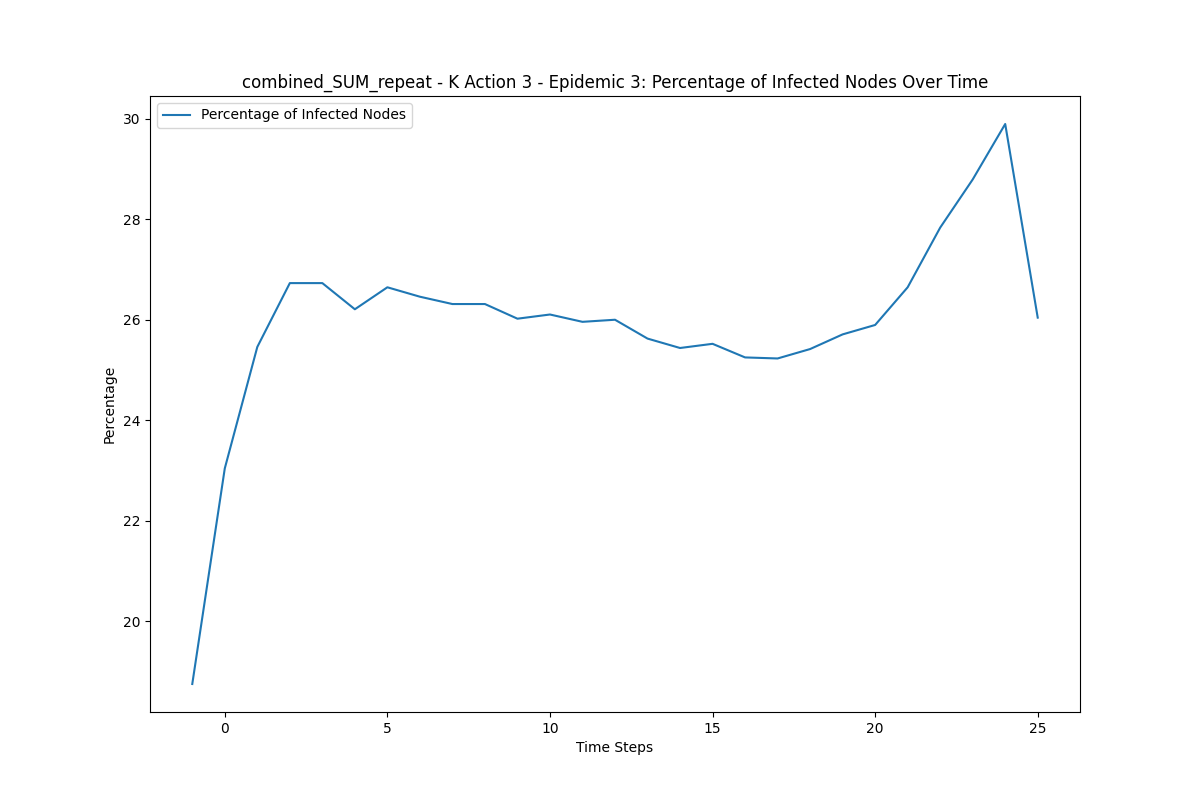 combined_SUM_repeat - K Action 3 - Epidemic 3: Percentage of Infected Nodes Over Time
Percentage of Infected Nodes
30
28
26
24
22
20
Percentage
0 5 10 15 20 25
Time Steps